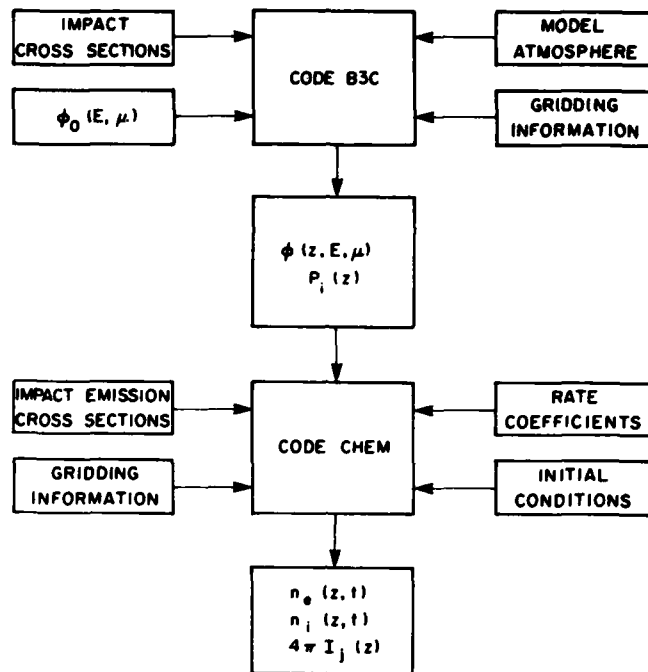 IMPACT
CROSS SECTIONS
ϕ₀ (E, μ)
CODE B3C
MODEL
ATMOSPHERE
GRIDDING
INFORMATION
ϕ (z, E, μ)
Pᵢ (z)
IMPACT EMISSION
CROSS SECTIONS
GRIDDING
INFORMATION
CODE CHEM
RATE
COEFFICIENTS
INITIAL
CONDITIONS
nₑ (z, t)
nᵢ (z, t)
4π Iⱼ (z)